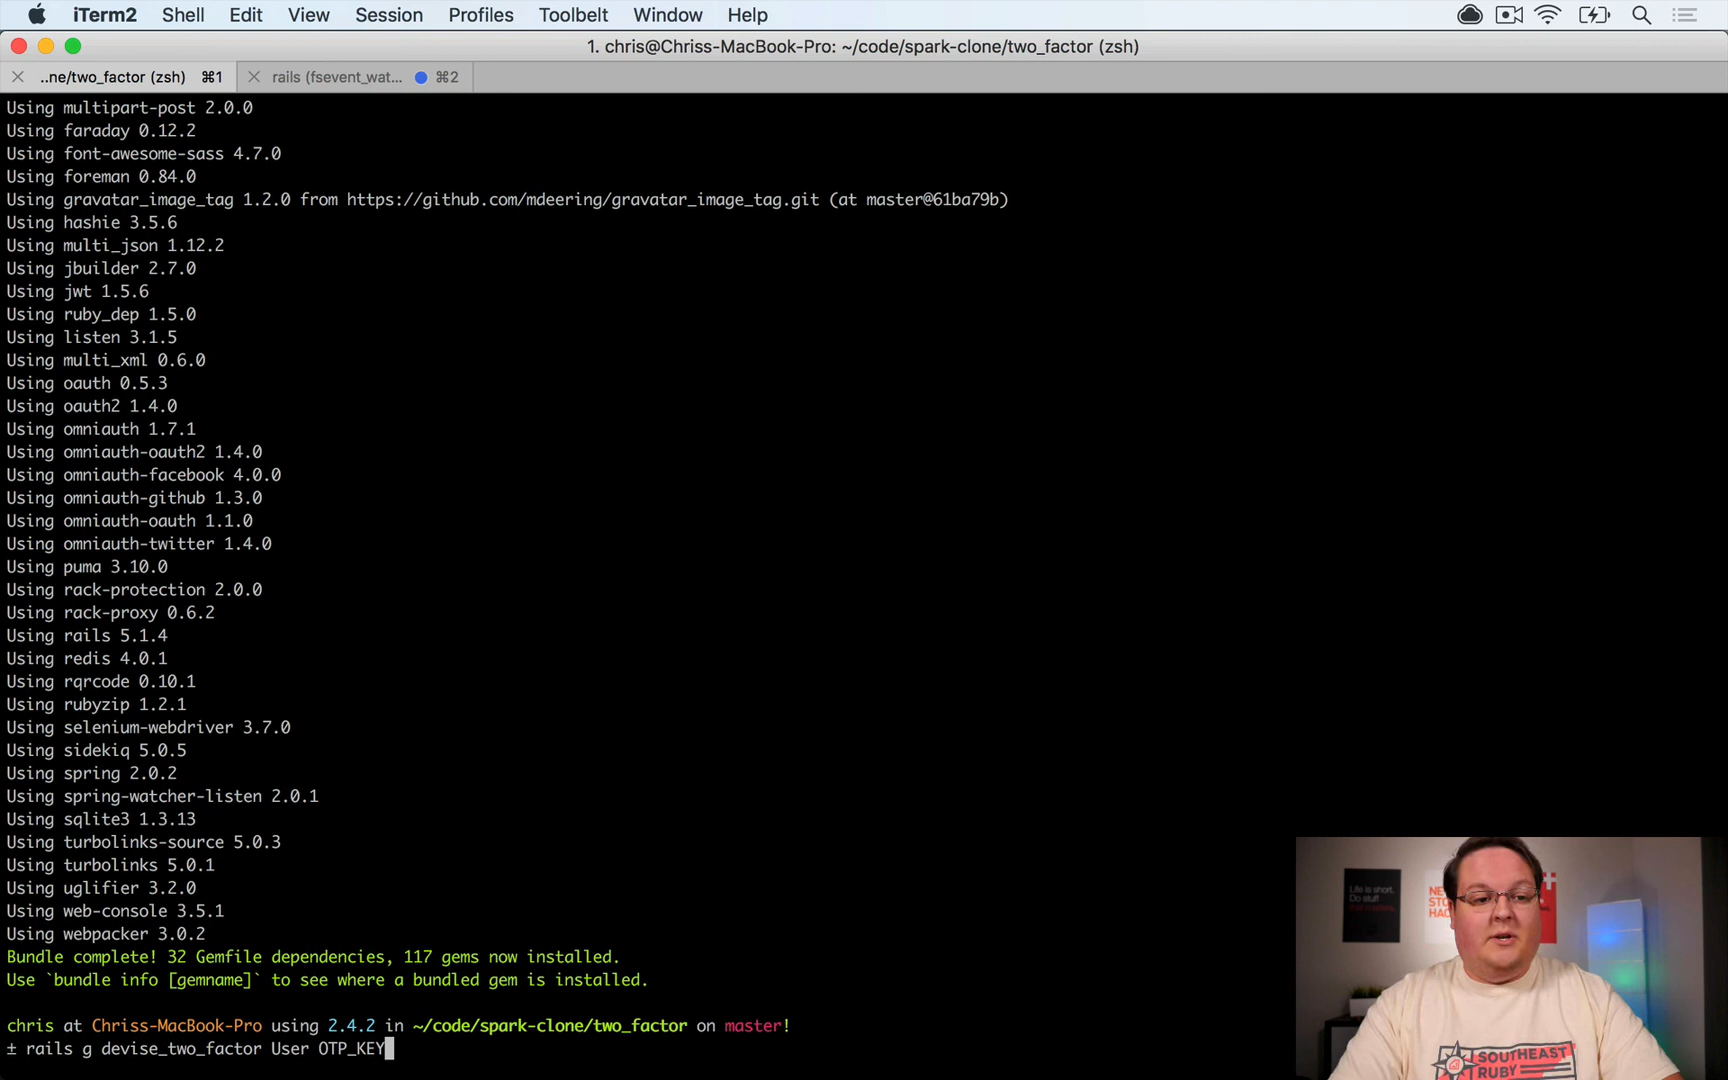 iTerm2 Shell Edit View Session Profiles Toolbelt Window Help
1. chris@Chriss-MacBook-Pro: ~/code/spark-clone/two_factor (zsh)
..ne/two_factor (zsh) ⌘1 rails (fsevent_wat... ⌘2
Using multipart-post 2.0.0
Using faraday 0.12.2
Using font-awesome-sass 4.7.0
Using foreman 0.84.0
Using gravatar_image_tag 1.2.0 from https://github.com/mdeering/gravatar_image_tag.git (at master@61ba79b)
Using hashie 3.5.6
Using multi_json 1.12.2
Using jbuilder 2.7.0
Using jwt 1.5.6
Using ruby_dep 1.5.0
Using listen 3.1.5
Using multi_xml 0.6.0
Using oauth 0.5.3
Using oauth2 1.4.0
Using omniauth 1.7.1
Using omniauth-oauth2 1.4.0
Using omniauth-facebook 4.0.0
Using omniauth-github 1.3.0
Using omniauth-oauth 1.1.0
Using omniauth-twitter 1.4.0
Using puma 3.10.0
Using rack-protection 2.0.0
Using rack-proxy 0.6.2
Using rails 5.1.4
Using redis 4.0.1
Using rqrcode 0.10.1
Using rubyzip 1.2.1
Using selenium-webdriver 3.7.0
Using sidekiq 5.0.5
Using spring 2.0.2
Using spring-watcher-listen 2.0.1
Using sqlite3 1.3.13
Using turbolinks-source 5.0.3
Using turbolinks 5.0.1
Using uglifier 3.2.0
Using web-console 3.5.1
Using webpacker 3.0.2
Bundle complete! 32 Gemfile dependencies, 117 gems now installed.
Use `bundle info [gemname]` to see where a bundled gem is installed.
chris at Chriss-MacBook-Pro using 2.4.2 in ~/code/spark-clone/two_factor on master!
± rails g devise_two_factor User OTP_KEY
Life is short.
Do stuff
SOUTHEAST
RUBY